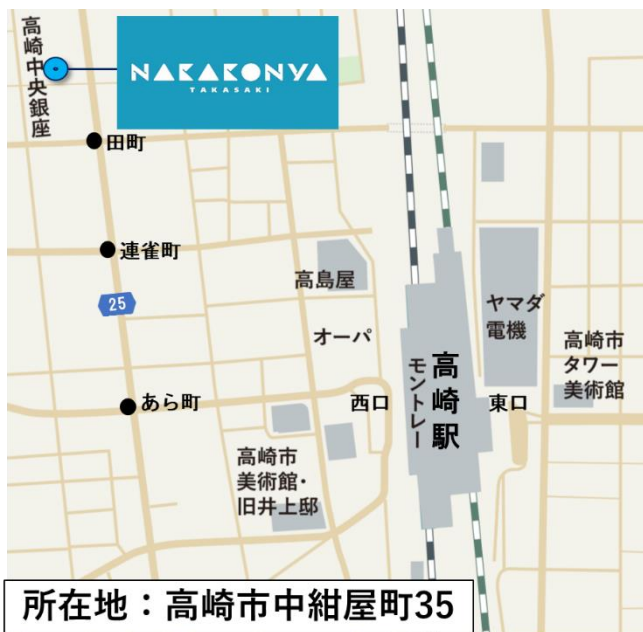 高崎中央銀座
NAKAKONYA
TAKASAKI
田町
連雀町
25
高島屋
オーパ
ヤマダ
電機
高崎市
タワー
美術館
高崎駅
モントレー
あら町
西口
東口
高崎市
美術館・
旧井上邸
所在地：高崎市中紺屋町35